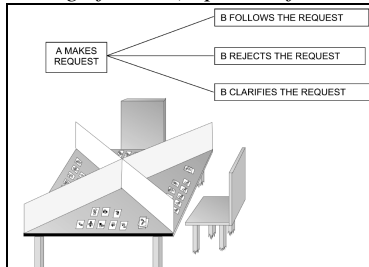 B FOLLOWS THE REQUEST
A MAKES
REQUEST
B REJECTS THE REQUEST
B CLARIFIES THE REQUEST